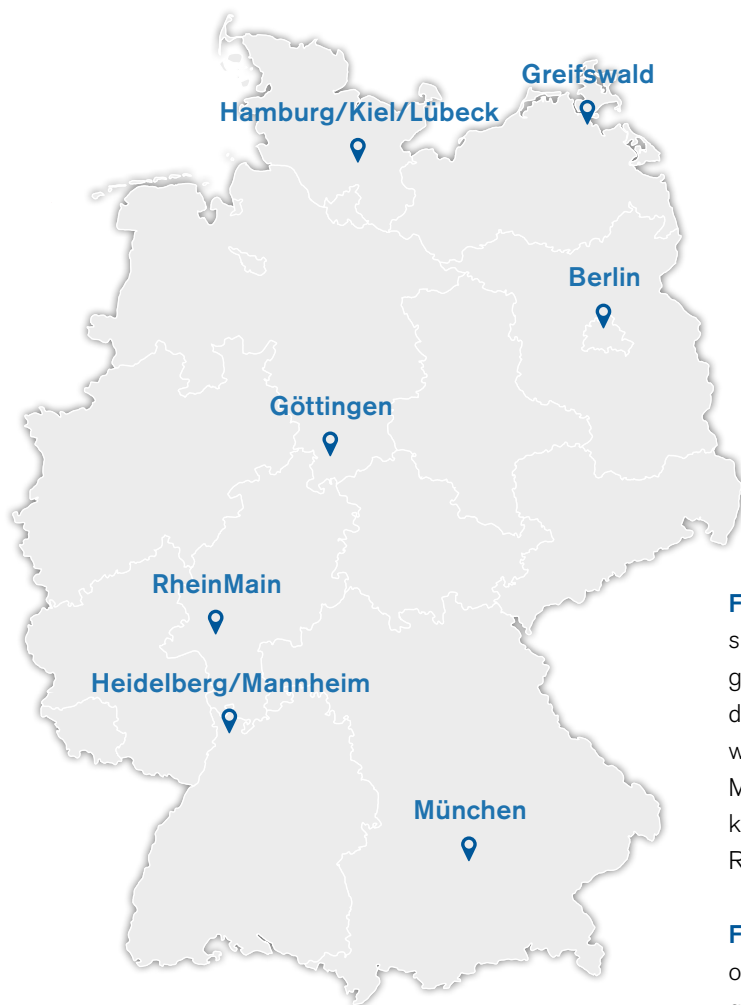 Greifswald
Hamburg/Kiel/Lübeck
Berlin
Göttingen
RheinMain
Heidelberg/Mannheim
München
F
s
g
d
w
M
k
R
F
o